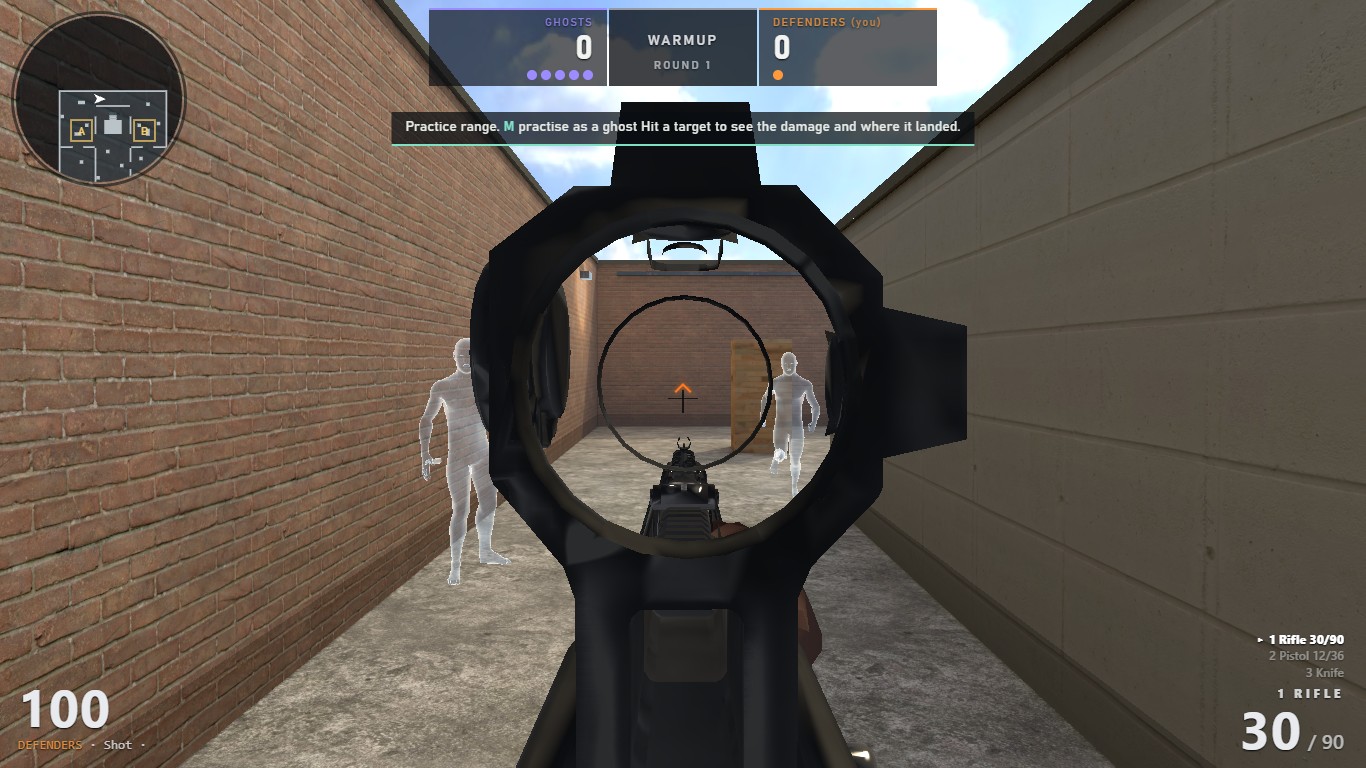 GHOSTS
0
WARMUP
ROUND 1
DEFENDERS (you)
0
A
B
Practice range. M practise as a ghost Hit a target to see the damage and where it landed.
▸ 1 Rifle 30/90
2 Pistol 12/36
3 Knife
1 RIFLE
30 / 90
100
DEFENDERS · Shot ·